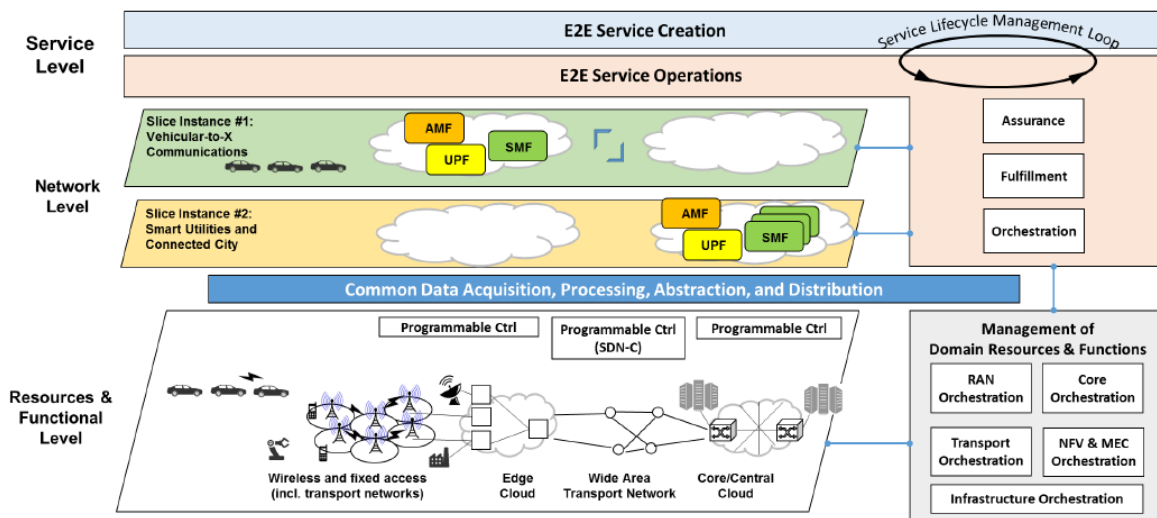 Service
Level
E2E Service Creation
Service Lifecycle Management Loop
E2E Service Operations
Network
Level
Slice Instance #1:
Vehicular-to-X
Communications
AMF
UPF
SMF
Slice Instance #2:
Smart Utilities and
Connected City
AMF
UPF
SMF
Assurance
Fulfillment
Orchestration
Common Data Acquisition, Processing, Abstraction, and Distribution
Resources &
Functional
Level
Programmable Ctrl
Programmable Ctrl
(SDN-C)
Programmable Ctrl
Wireless and fixed access
(incl. transport networks)
Edge
Cloud
Wide Area
Transport Network
Core/Central
Cloud
Management of
Domain Resources & Functions
RAN
Orchestration
Core
Orchestration
Transport
Orchestration
NFV & MEC
Orchestration
Infrastructure Orchestration